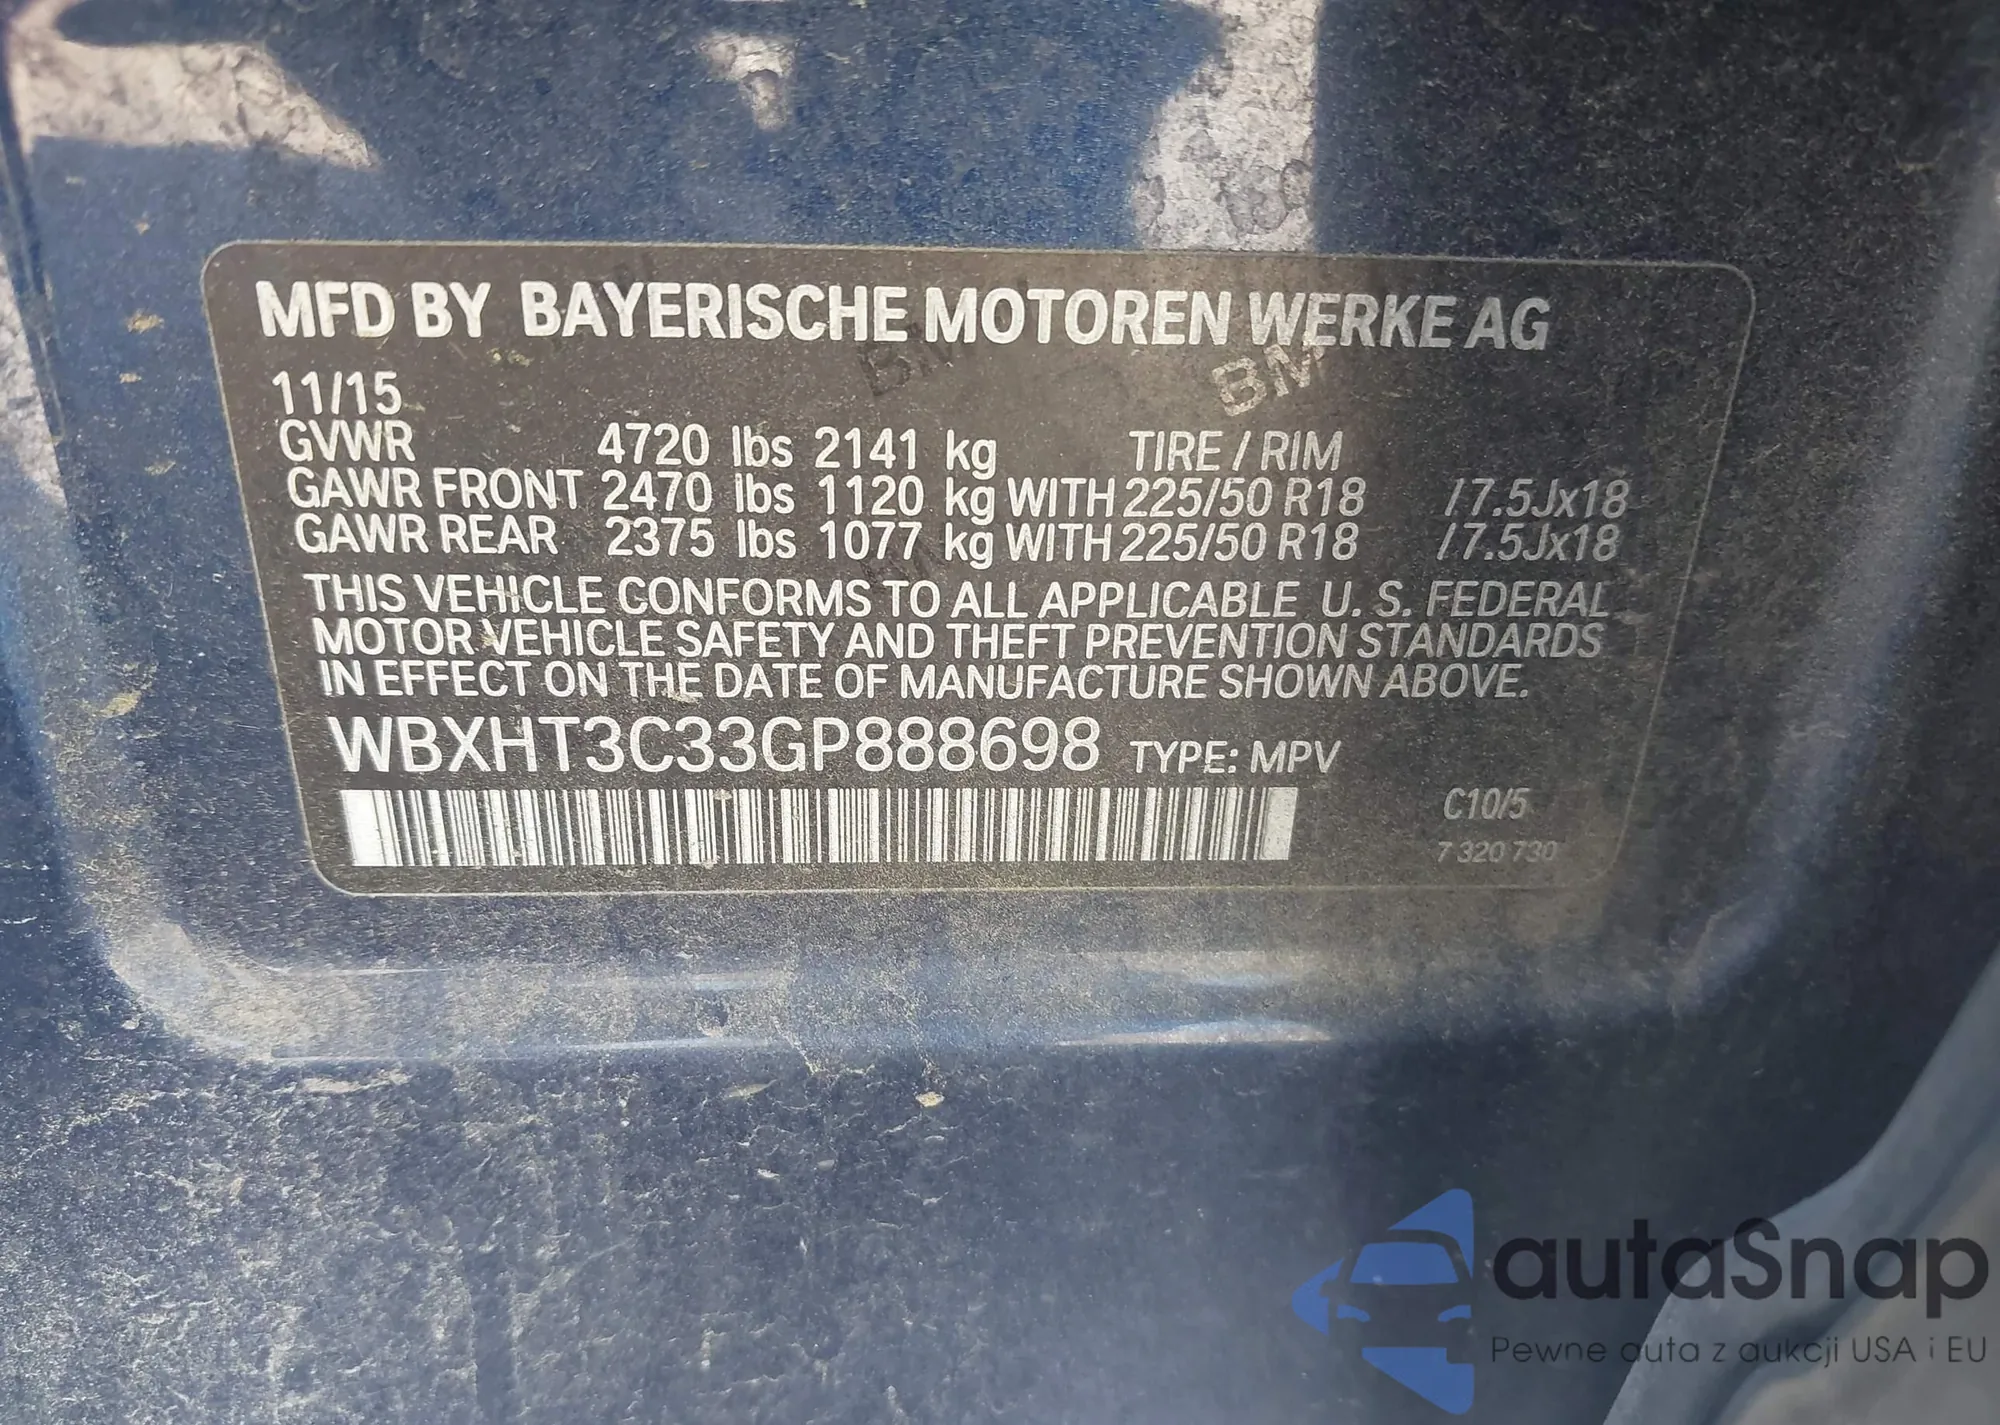 MFD BY BAYERISCHE MOTOREN WERKE AG
11/15
GVWR 4720 lbs 2141 kg TIRE / RIM
GAWR FRONT 2470 lbs 1120 kg WITH 225/50 R18 /7.5Jx18
GAWR REAR 2375 lbs 1077 kg WITH 225/50 R18 /7.5Jx18
THIS VEHICLE CONFORMS TO ALL APPLICABLE U. S. FEDERAL
MOTOR VEHICLE SAFETY AND THEFT PREVENTION STANDARDS
IN EFFECT ON THE DATE OF MANUFACTURE SHOWN ABOVE.
WBXHT3C33GP888698 TYPE: MPV
C10/5
7 320 730
autaSnap
Pewne auta z aukcji USA i EU